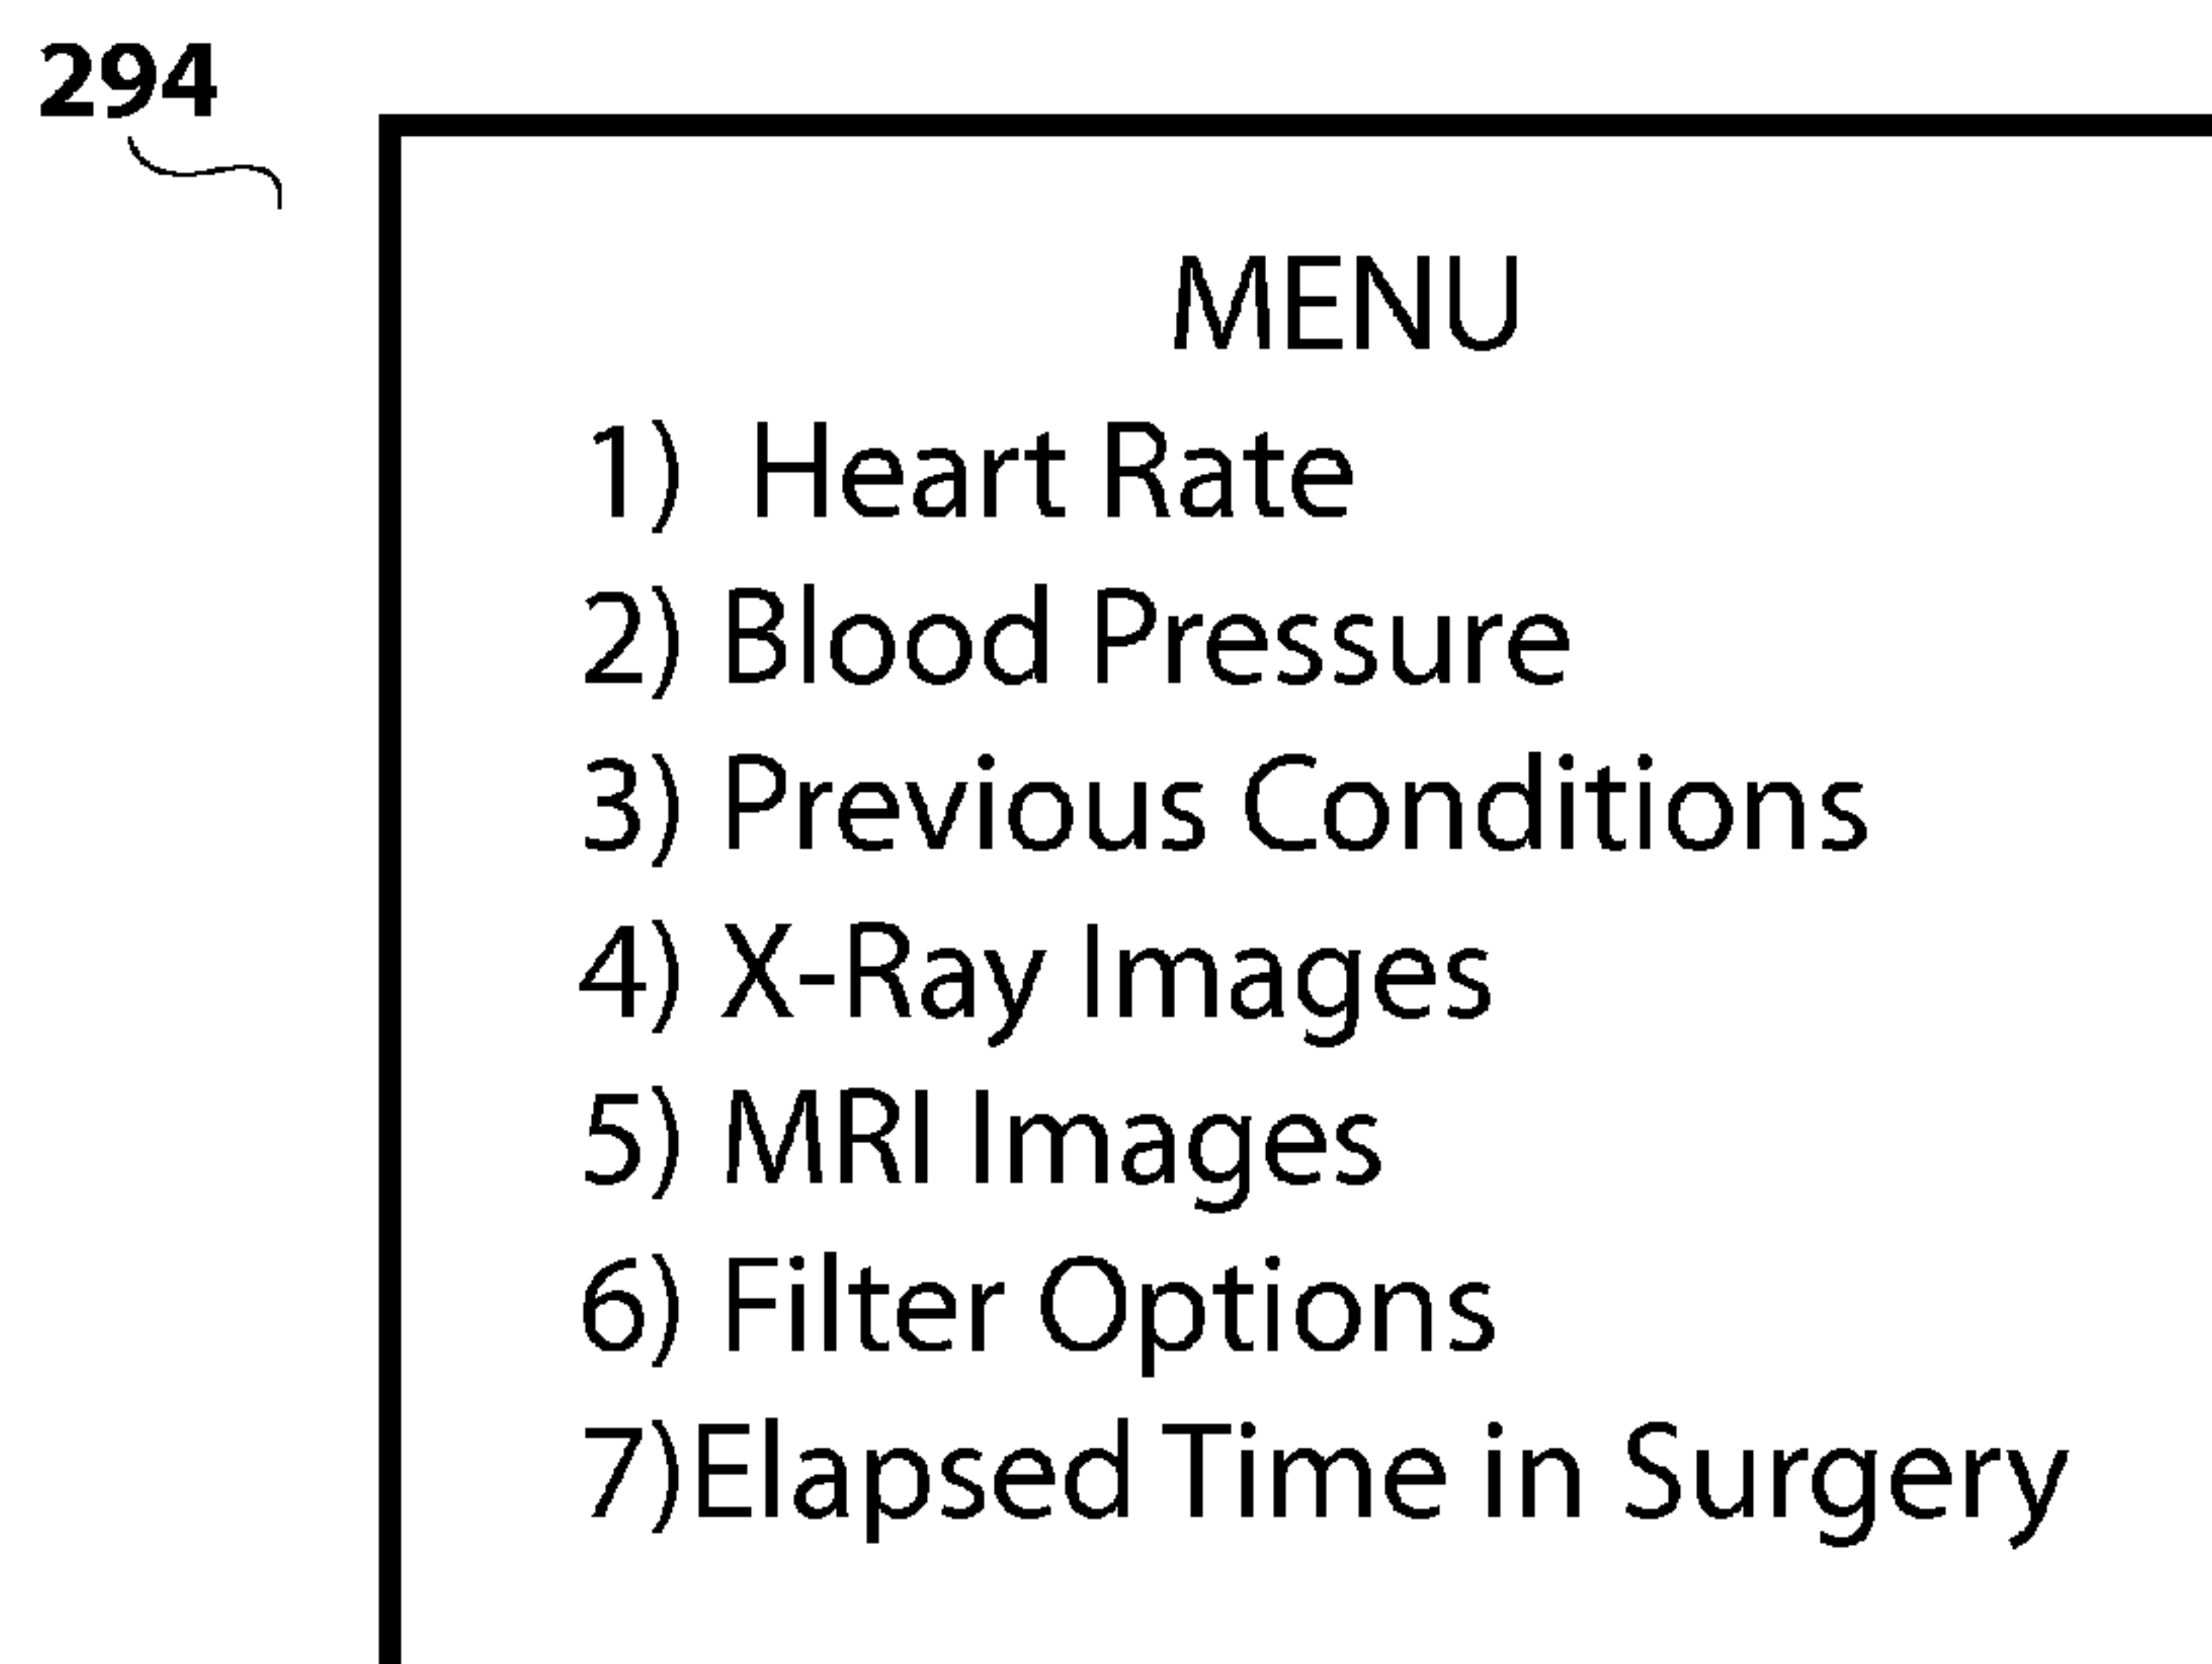 294
MENU
1) Heart Rate
2) Blood Pressure
3) Previous Conditions
4) X-Ray Images
5) MRI Images
6) Filter Options
7)Elapsed Time in Surgery